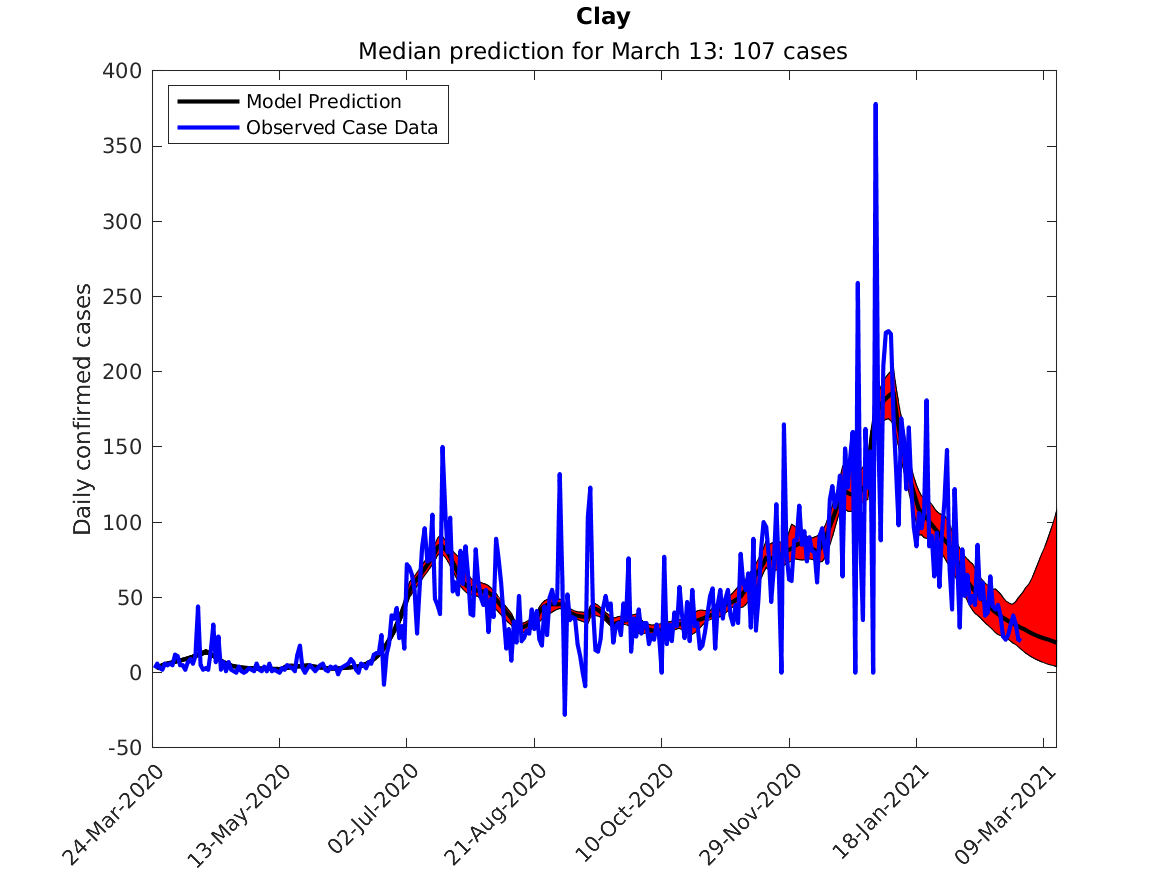 Clay
Median prediction for March 13: 107 cases
Model Prediction
Observed Case Data
Daily confirmed cases
400
350
300
250
200
150
100
50
0
-50
24-Mar-2020
13-May-2020
02-Jul-2020
21-Aug-2020
10-Oct-2020
29-Nov-2020
18-Jan-2021
09-Mar-2021